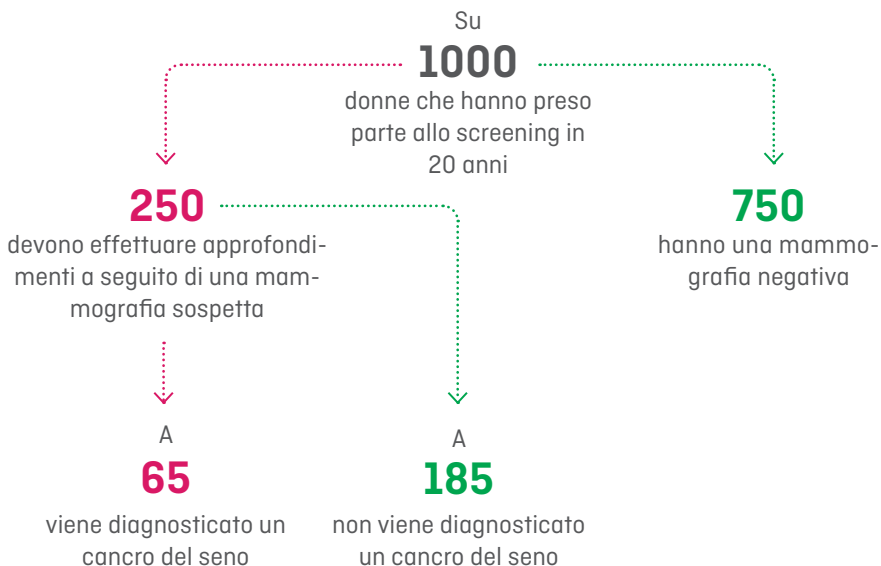 Su
1000
donne che hanno preso
parte allo screening in
20 anni
250
devono effettuare approfondi-
menti a seguito di una mam-
mografia sospetta
750
hanno una mammo-
grafia negativa
A
65
viene diagnosticato un
cancro del seno
A
185
non viene diagnosticato
un cancro del seno